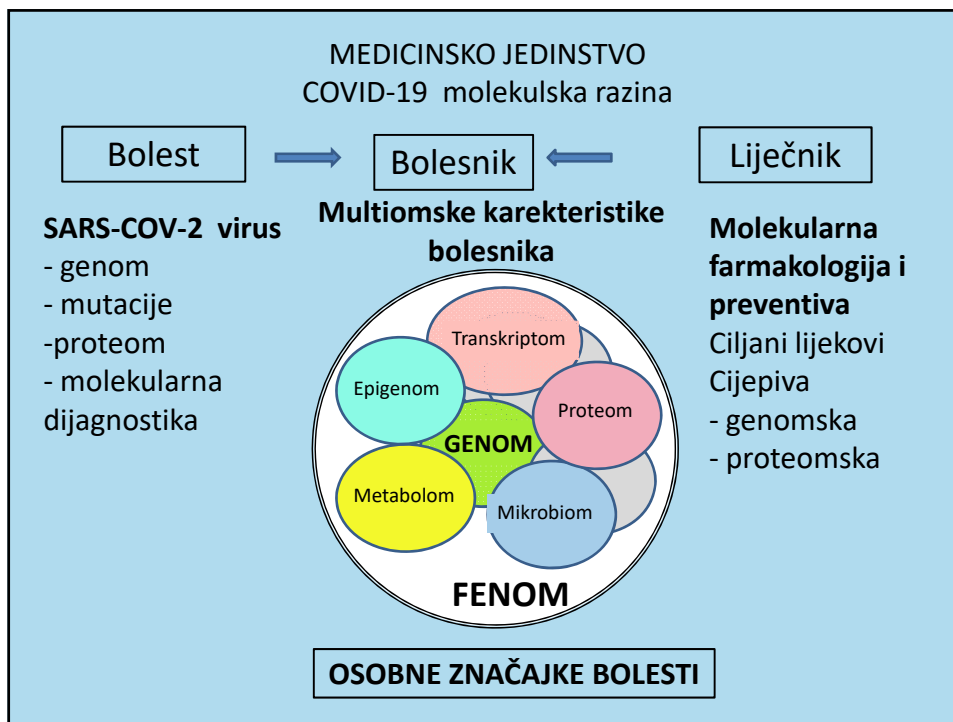 MEDICINSKO JEDINSTVO
COVID-19 molekulska razina
Bolest
Bolesnik
Liječnik
SARS-COV-2 virus
- genom
- mutacije
-proteom
- molekularna
dijagnostika
Multiomske karekteristike
bolesnika
Transkriptom
Epigenom
Proteom
GENOM
Metabolom
Mikrobiom
FENOM
Molekularna
farmakologija i
preventiva
Ciljani lijekovi
Cijepiva
- genomska
- proteomska
OSOBNE ZNAČAJKE BOLESTI